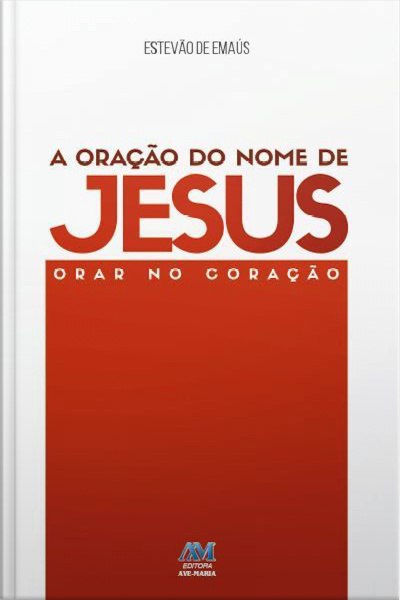 ESTEVÃO DE EMAÚS
A ORAÇÃO DO NOME DE
JESUS
ORAR NO CORAÇÃO
AM
EDITORA
AVE-MARIA